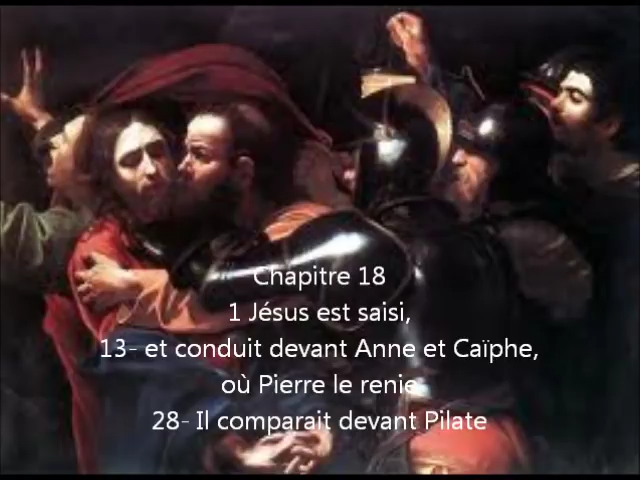 Chapitre 18
1 Jésus est saisi,
13- et conduit devant Anne et Caïphe,
où Pierre le renie
28- Il comparait devant Pilate